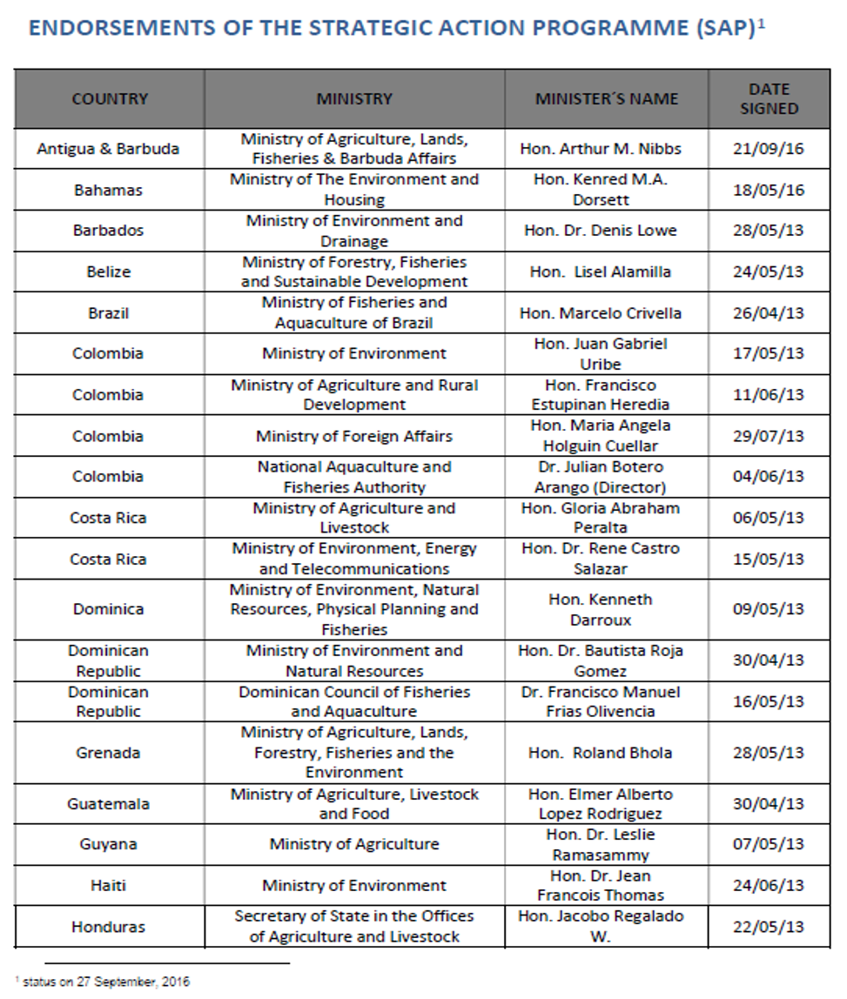 ENDORSEMENTS OF THE STRATEGIC ACTION PROGRAMME (SAP)¹
COUNTRY MINISTRY MINISTER´S NAME DATE SIGNED
Antigua & Barbuda Ministry of Agriculture, Lands, Fisheries & Barbuda Affairs Hon. Arthur M. Nibbs 21/09/16
Bahamas Ministry of The Environment and Housing Hon. Kenred M.A. Dorsett 18/05/16
Barbados Ministry of Environment and Drainage Hon. Dr. Denis Lowe 28/05/13
Belize Ministry of Forestry, Fisheries and Sustainable Development Hon. Lisel Alamilla 24/05/13
Brazil Ministry of Fisheries and Aquaculture of Brazil Hon. Marcelo Crivella 26/04/13
Colombia Ministry of Environment Hon. Juan Gabriel Uribe 17/05/13
Colombia Ministry of Agriculture and Rural Development Hon. Francisco Estupinan Heredia 11/06/13
Colombia Ministry of Foreign Affairs Hon. Maria Angela Holguin Cuellar 29/07/13
Colombia National Aquaculture and Fisheries Authority Dr. Julian Botero Arango (Director) 04/06/13
Costa Rica Ministry of Agriculture and Livestock Hon. Gloria Abraham Peralta 06/05/13
Costa Rica Ministry of Environment, Energy and Telecommunications Hon. Dr. Rene Castro Salazar 15/05/13
Dominica Ministry of Environment, Natural Resources, Physical Planning and Fisheries Hon. Kenneth Darroux 09/05/13
Dominican Republic Ministry of Environment and Natural Resources Hon. Dr. Bautista Roja Gomez 30/04/13
Dominican Republic Dominican Council of Fisheries and Aquaculture Dr. Francisco Manuel Frias Olivencia 16/05/13
Grenada Ministry of Agriculture, Lands, Forestry, Fisheries and the Environment Hon. Roland Bhola 28/05/13
Guatemala Ministry of Agriculture, Livestock and Food Hon. Elmer Alberto Lopez Rodriguez 30/04/13
Guyana Ministry of Agriculture Hon. Dr. Leslie Ramasammy 07/05/13
Haiti Ministry of Environment Hon. Dr. Jean Francois Thomas 24/06/13
Honduras Secretary of State in the Offices of Agriculture and Livestock Hon. Jacobo Regalado W. 22/05/13
¹ status on 27 September, 2016